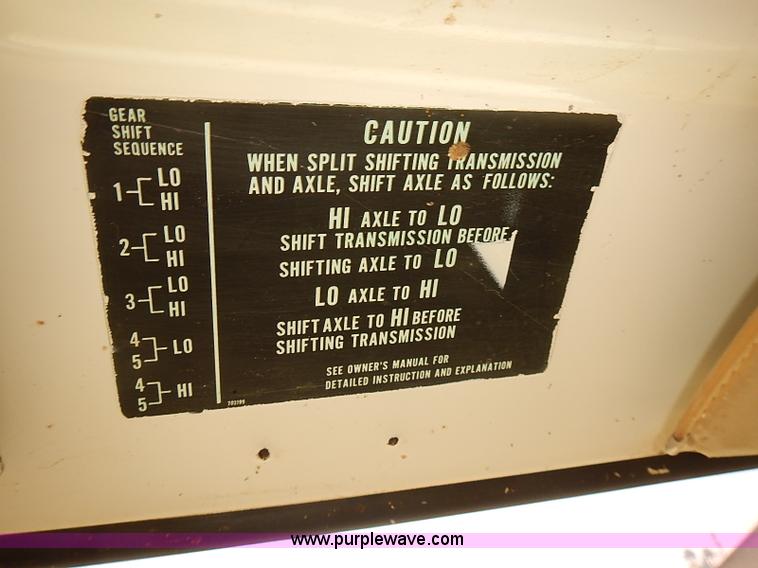 GEAR
SHIFT
SEQUENCE
1 LO
HI
2 LO
HI
3 LO
HI
4
5 LO
4
5 HI
CAUTION
WHEN SPLIT SHIFTING TRANSMISSION
AND AXLE, SHIFT AXLE AS FOLLOWS:
HI AXLE TO LO
SHIFT TRANSMISSION BEFORE
SHIFTING AXLE TO LO
LO AXLE TO HI
SHIFT AXLE TO HI BEFORE
SHIFTING TRANSMISSION
SEE OWNER'S MANUAL FOR
DETAILED INSTRUCTION AND EXPLANATION
www.purplewave.com